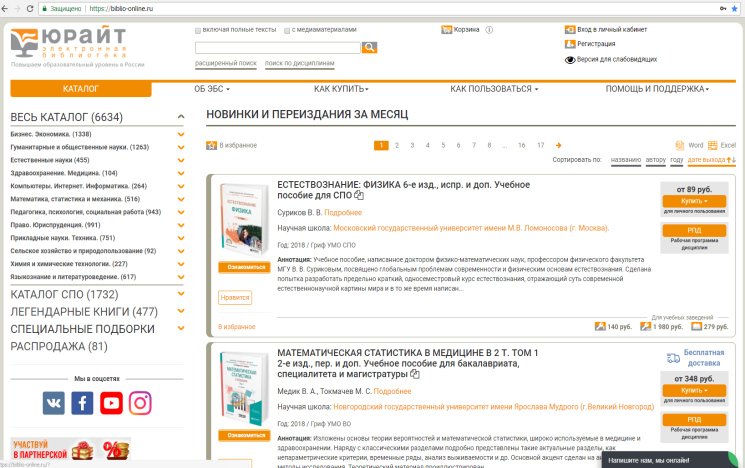 Защищено https://biblio-online.ru
юрайт
электронная
библиотека
Повышаем образовательный уровень в России
включая полные тексты с медиаматериалами
расширенный поиск поиск по дисциплинам
Корзина
Вход в личный кабинет
Регистрация
Версия для слабовидящих
КАТАЛОГ ОБ ЭБС КАК КУПИТЬ КАК ПОЛЬЗОВАТЬСЯ ПОМОЩЬ И ПОДДЕРЖКА
ВЕСЬ КАТАЛОГ (6634)
Бизнес. Экономика. (1338)
Гуманитарные и общественные науки. (1263)
Естественные науки (455)
Здравоохранение. Медицина. (104)
Компьютеры. Интернет. Информатика. (264)
Математика, статистика и механика. (516)
Педагогика, психология, социальная работа (943)
Право. Юриспруденция. (991)
Прикладные науки. Техника. (751)
Сельское хозяйство и природопользование (92)
Химия и химические технологии. (227)
Языкознание и литературоведение. (617)
КАТАЛОГ СПО (1732)
ЛЕГЕНДАРНЫЕ КНИГИ (477)
СПЕЦИАЛЬНЫЕ ПОДБОРКИ
РАСПРОДАЖА (81)
Мы в соцсетях
УЧАСТВУЙ
В ПАРТНЕРСКОЙ
%
НОВИНКИ И ПЕРЕИЗДАНИЯ ЗА МЕСЯЦ
В избранное 1 2 3 4 5 6 7 8 ... 16 17 Word Excel
Сортировать по: названию автору году дате выхода
ЕСТЕСТВОЗНАНИЕ
ФИЗИКА
Ознакомиться
Нравится
В избранное
ЕСТЕСТВОЗНАНИЕ: ФИЗИКА 6-е изд., испр. и доп. Учебное
пособие для СПО
Суриков В. В. Подробнее
Научная школа: Московский государственный университет имени М.В. Ломоносова (г. Москва).
Год: 2018 / Гриф УМО СПО
Аннотация: Учебное пособие, написанное доктором физико-математических наук, профессором физического факультета
МГУ В. В. Суриковым, посвящено глобальным проблемам современности и физическим основам естествознания. Сделана
попытка разработать предельно краткий, односеместровый курс естествознания, отражающий суть современной
естественнонаучной картины мира и в то же время написан...
от 89 руб.
Купить
для личного пользования
РПД
Рабочая программа
дисциплин
Для учебных заведений
140 руб. 1 980 руб. 279 руб.
МАТЕМАТИЧЕСКАЯ
СТАТИСТИКА
В МЕДИЦИНЕ
Ознакомиться
МАТЕМАТИЧЕСКАЯ СТАТИСТИКА В МЕДИЦИНЕ В 2 Т. ТОМ 1
2-е изд., пер. и доп. Учебное пособие для бакалавриата,
специалитета и магистратуры
Медик В. А., Токмачев М. С. Подробнее
Научная школа: Новгородский государственный университет имени Ярослава Мудрого (г.Великий Новгород)
Год: 2018 / Гриф УМО ВО
Аннотация: Изложены основы теории вероятностей и математической статистики, широко используемые в медицине и
здравоохранении. Наряду с классическими разделами подробно представлены такие актуальные разделы, как
непараметрические критерии, временные ряды, анализ выживаемости и др. Основной акцент сделан на
Бесплатная
доставка
от 348 руб.
Купить
для личного пользования
РПД
Рабочая программа
дисциплин
Напишите нам, мы онлайн!